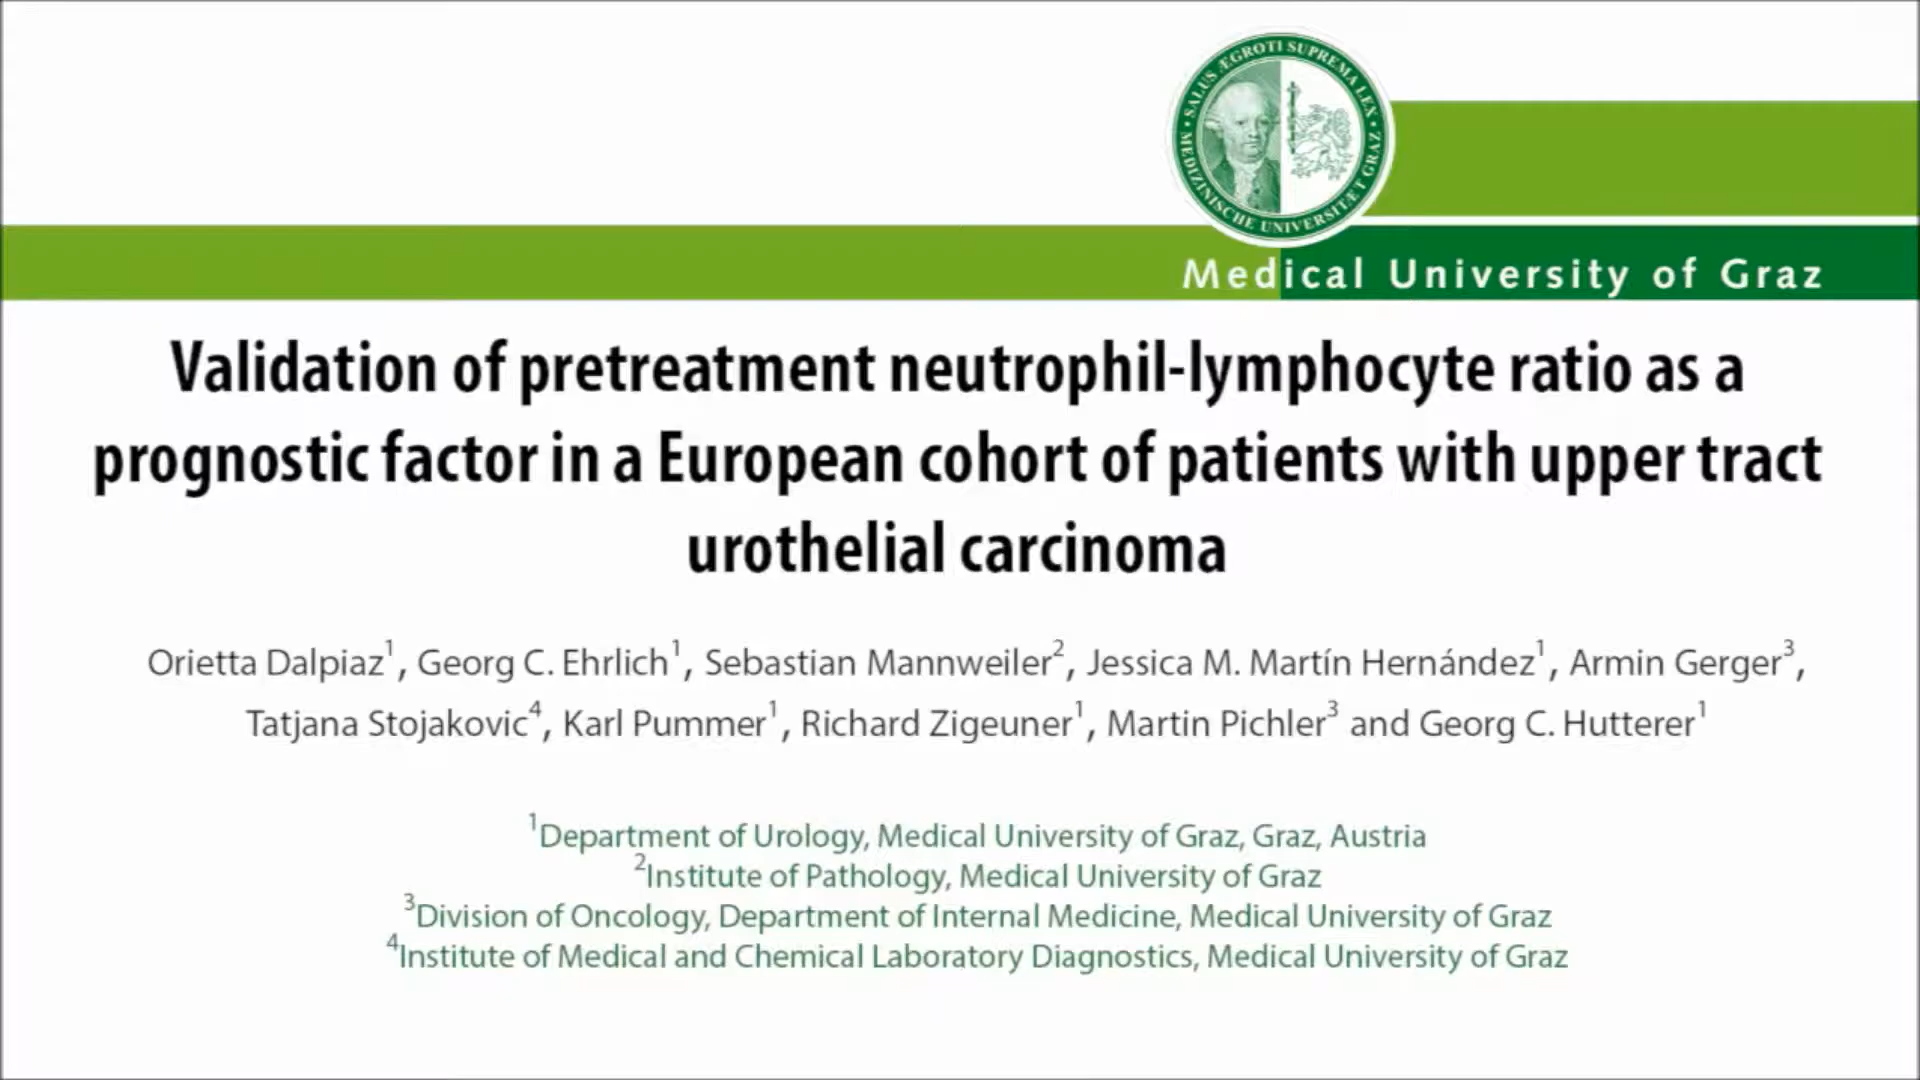 SALUS ÆGROTI SUPREMA LEX • MEDIZINISCHE UNIVERSITÆT GRAZ •
Medical University of Graz
Validation of pretreatment neutrophil-lymphocyte ratio as a
prognostic factor in a European cohort of patients with upper tract
urothelial carcinoma
Orietta Dalpiaz¹, Georg C. Ehrlich¹, Sebastian Mannweiler², Jessica M. Martín Hernández¹, Armin Gerger³,
Tatjana Stojakovic⁴, Karl Pummer¹, Richard Zigeuner¹, Martin Pichler³ and Georg C. Hutterer¹
¹Department of Urology, Medical University of Graz, Graz, Austria
²Institute of Pathology, Medical University of Graz
³Division of Oncology, Department of Internal Medicine, Medical University of Graz
⁴Institute of Medical and Chemical Laboratory Diagnostics, Medical University of Graz